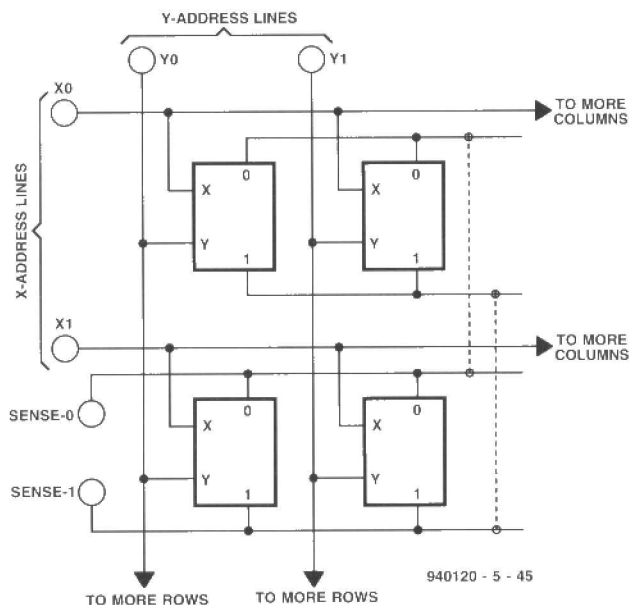 Y-ADDRESS LINES
Y0 Y1
X0
TO MORE
COLUMNS
0 0
X X
Y Y
1 1
X-ADDRESS LINES
X1
TO MORE
COLUMNS
SENSE-0
0 0
X X
Y Y
SENSE-1
1 1
940120 - 5 - 45
TO MORE ROWS TO MORE ROWS